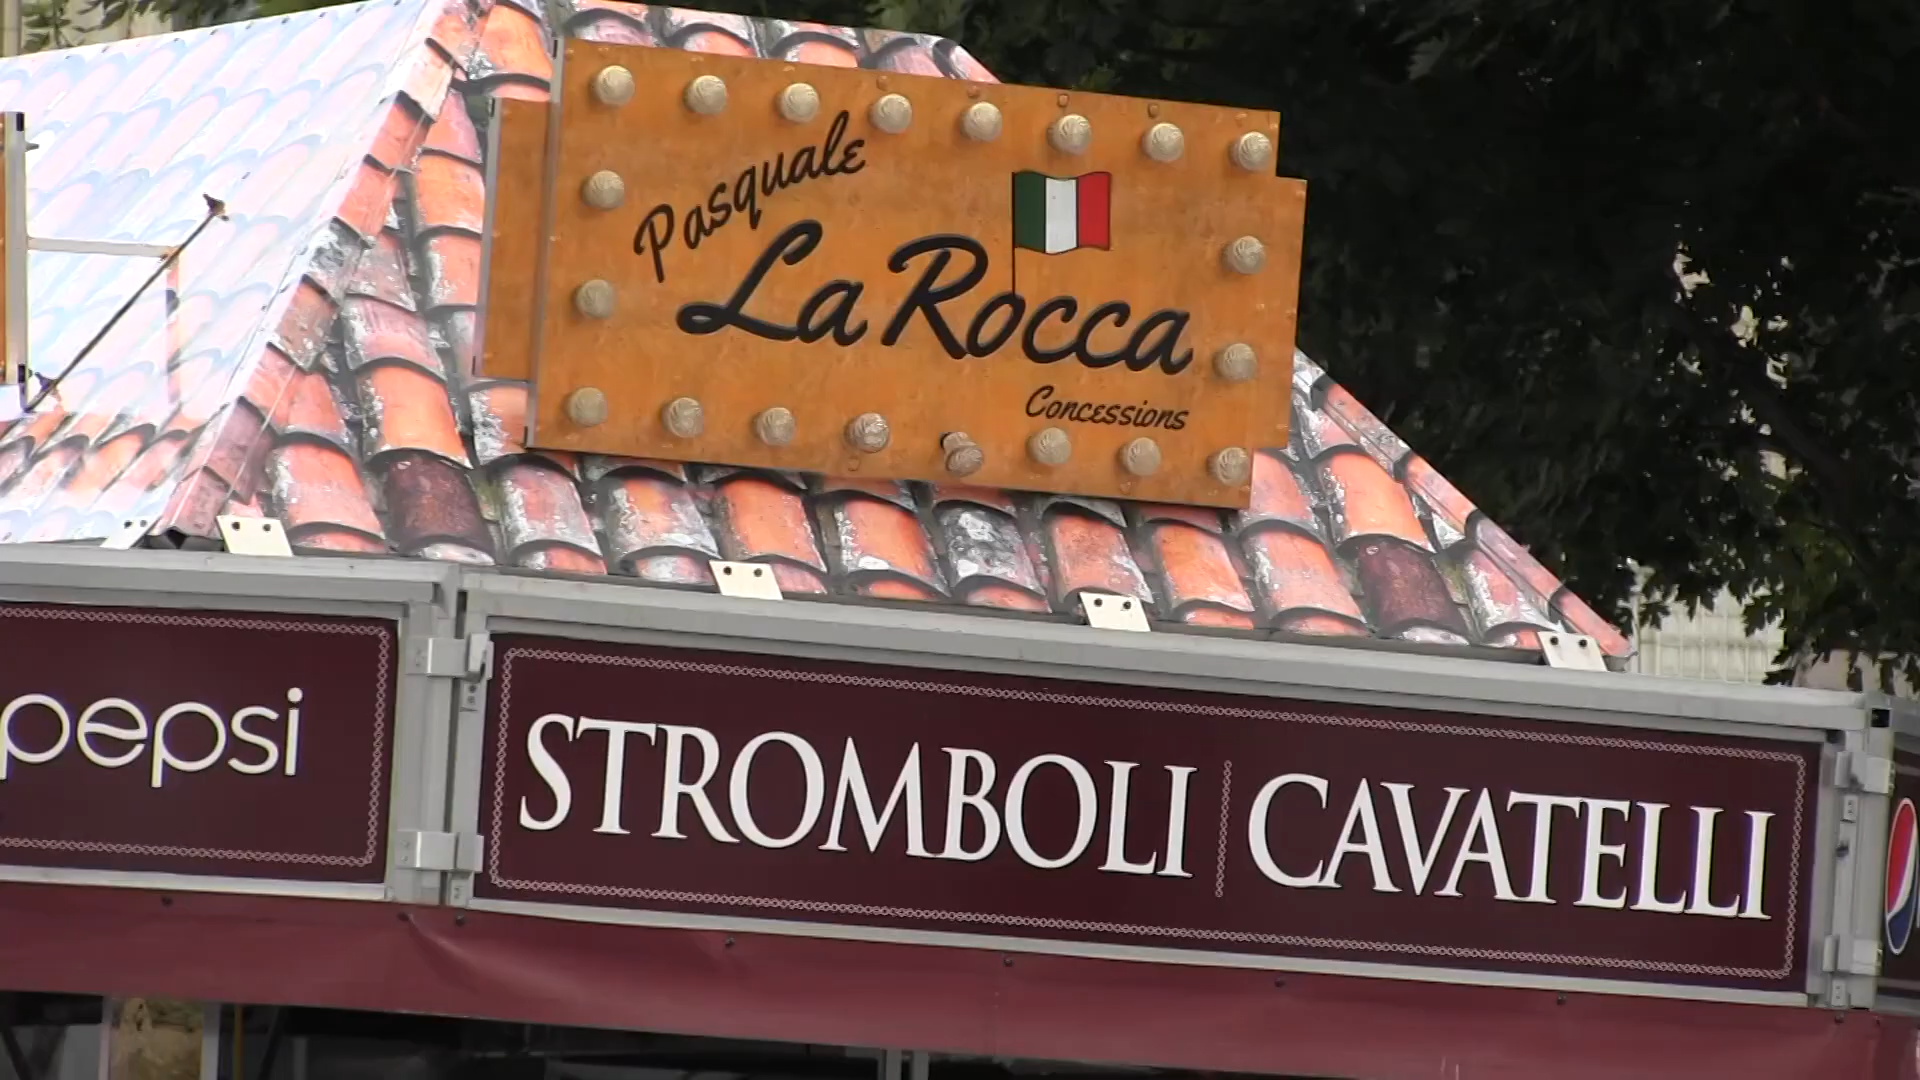 Pasquale
La Rocca
Concessions
pepsi
STROMBOLI CAVATELLI